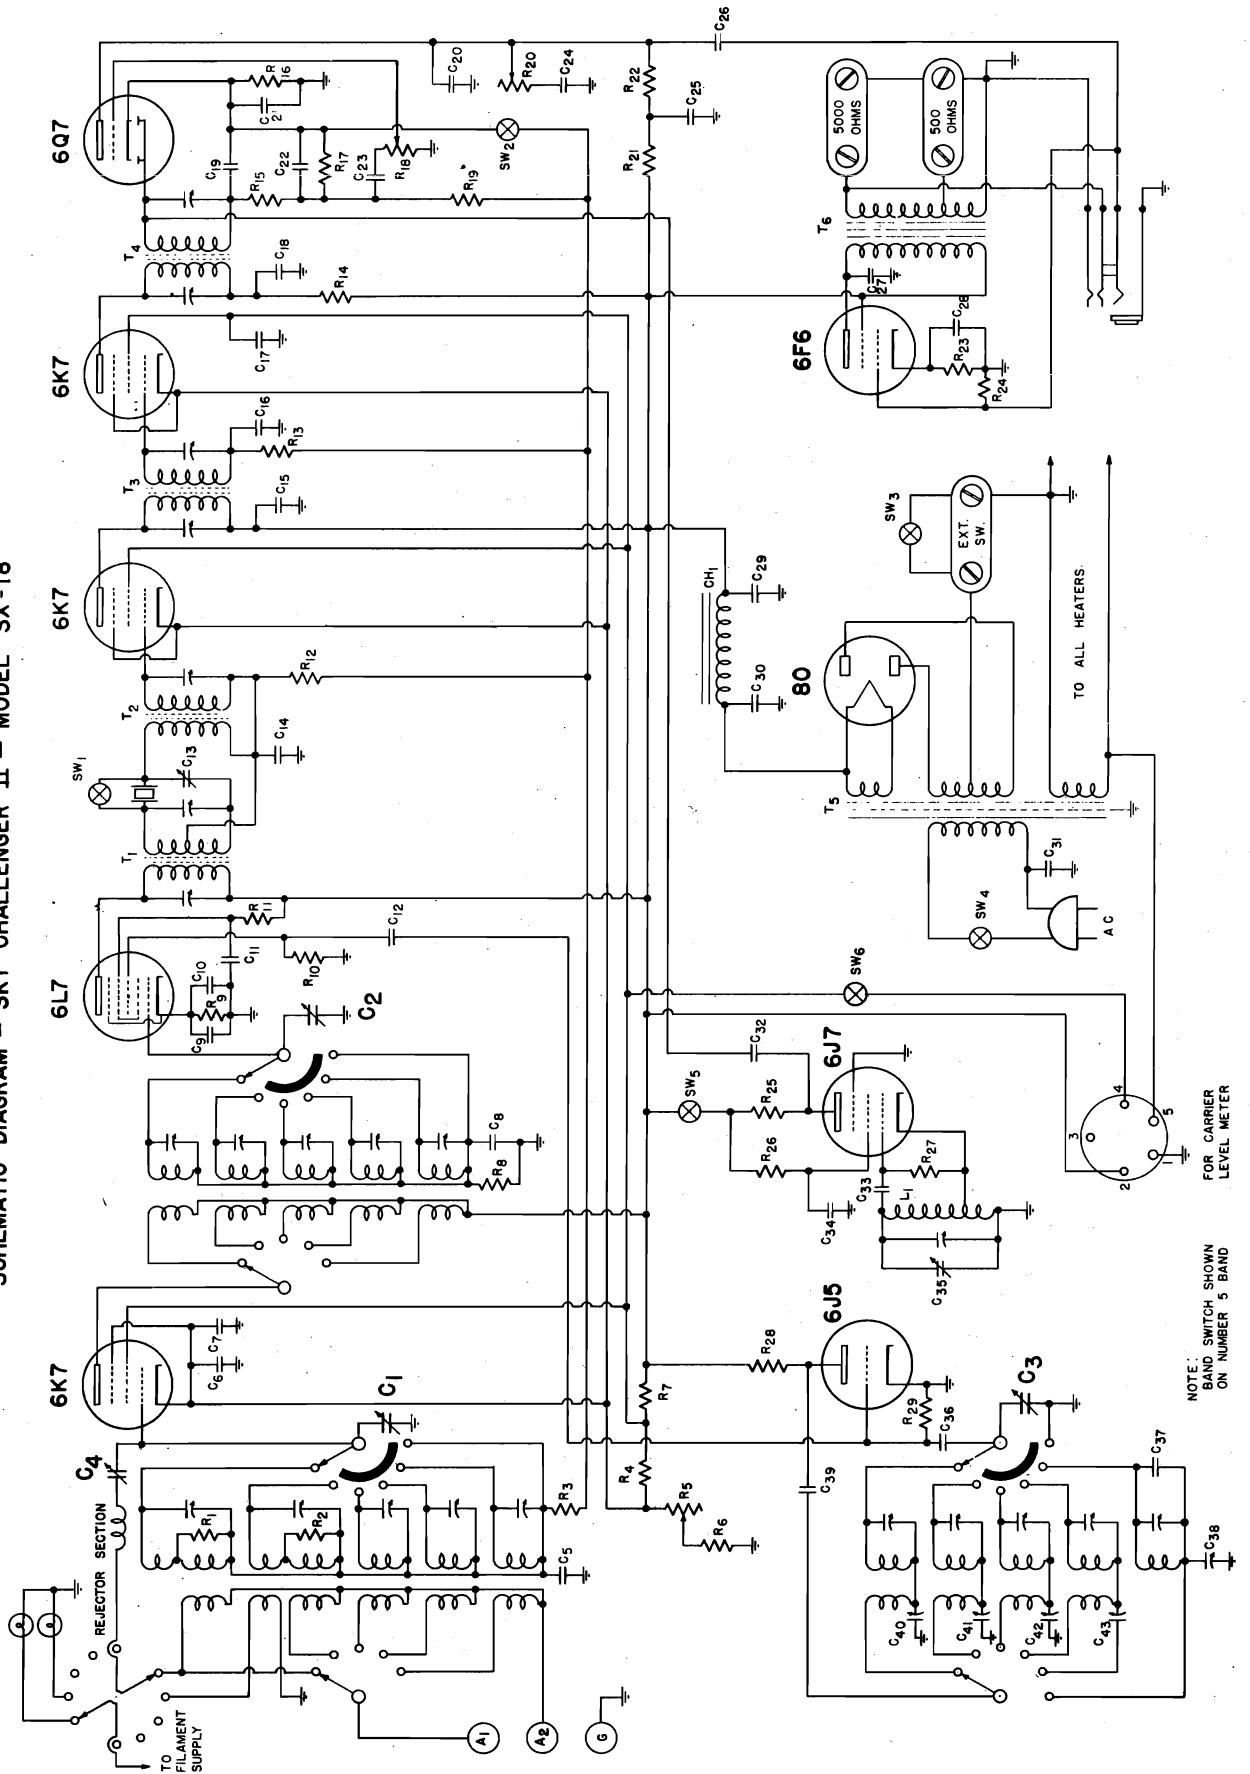 SCHEMATIC DIAGRAM – SKY CHALLENGER II – MODEL SX-18
6K7
6L7
6K7
6K7
6Q7
C4
REJECTOR SECTION
TO
FILAMENT
SUPPLY
C6
C7
C1
R1
R2
R3
C5
A1
A2
G
R4
R5
R6
R7
R8
C8
C2
C9
R9
C10
C11
R11
R10
C12
T1
SW1
C13
T2
C14
R12
T3
C15
C16
R13
C17
T4
C18
R14
C19
R15
C22
R17
C21
R16
C23
R18
R19
SW2
C20
R20
C24
R21
R22
C25
C26
5000
OHMS
500
OHMS
T6
C27
6F6
C28
R23
R24
CH1
C29
C30
80
T5
SW3
EXT.
SW.
TO ALL HEATERS
C31
SW4
AC
SW6
SW5
C32
R25
R26
6J7
C33
R27
L1
C34
C35
1
2
3
4
5
FOR CARRIER
LEVEL METER
R28
6J5
R29
C36
C3
C37
C38
C39
C40
C41
C42
C43
NOTE:
BAND SWITCH SHOWN
ON NUMBER 5 BAND